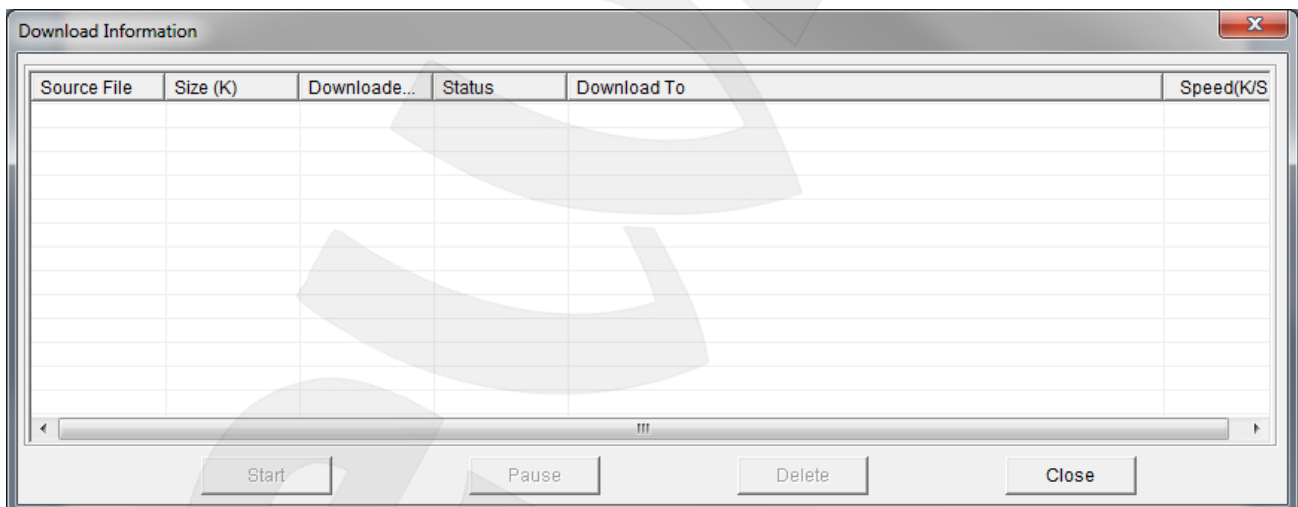 Download Information
Source File Size (K) Downloade... Status Download To Speed(K/S
Start Pause Delete Close